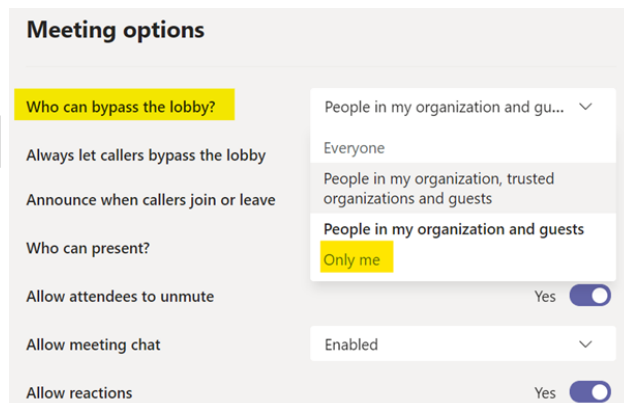 Meeting options
Who can bypass the lobby?
People in my organization and gu...
Always let callers bypass the lobby
Everyone
People in my organization, trusted
organizations and guests
Announce when callers join or leave
People in my organization and guests
Who can present?
Only me
Allow attendees to unmute
Yes
Allow meeting chat
Enabled
Allow reactions
Yes